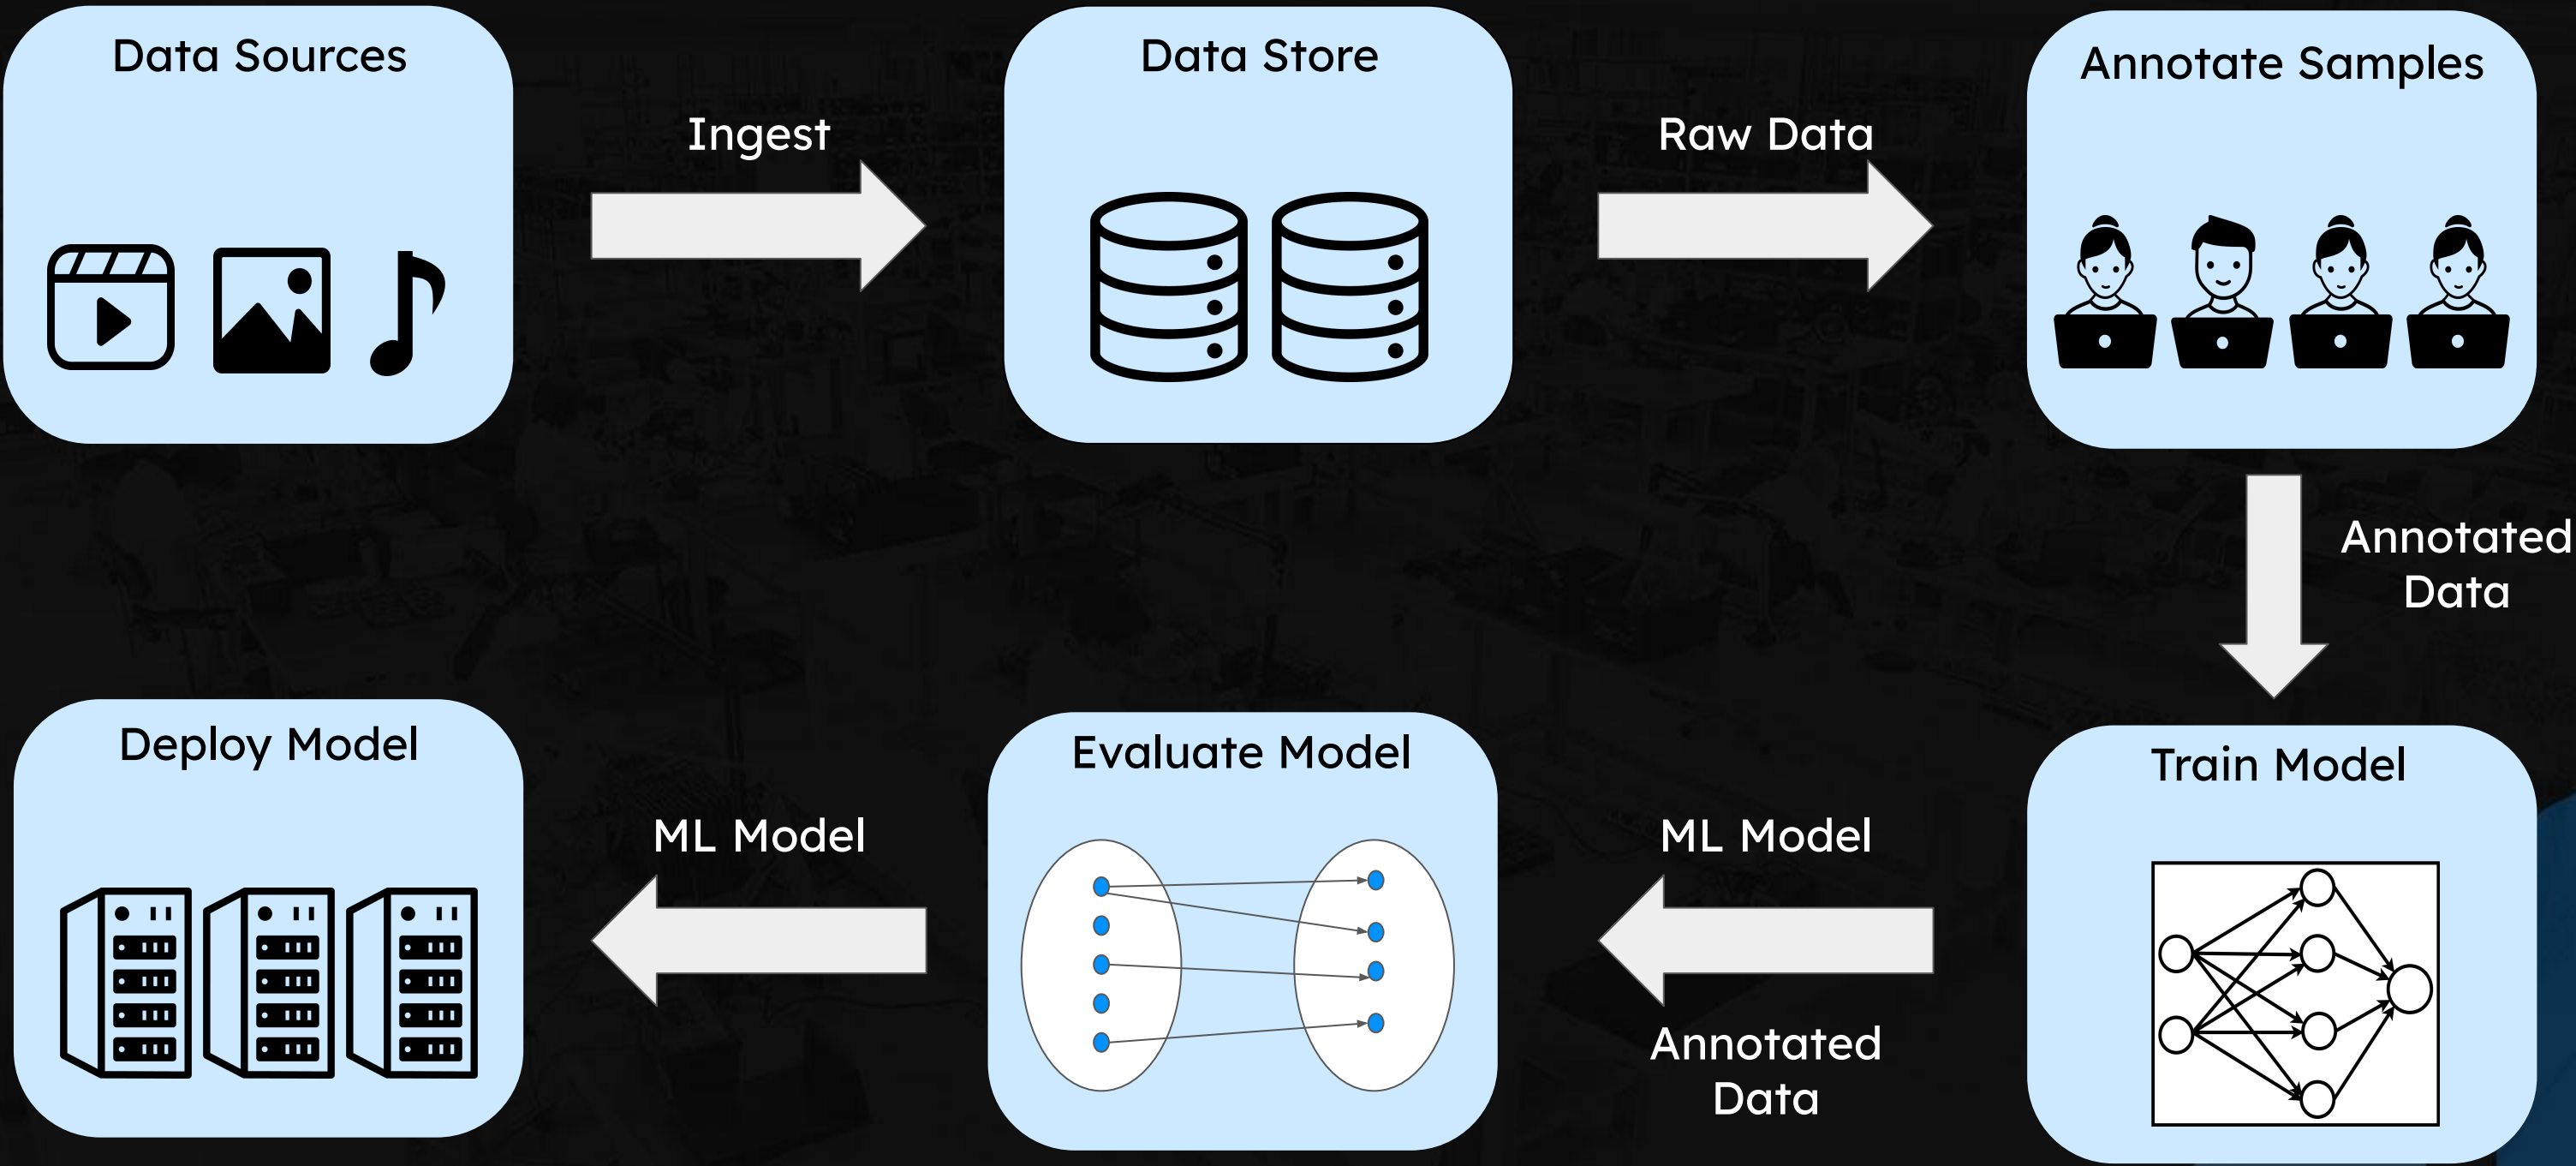 Data Sources
Ingest
Data Store
Raw Data
Annotate Samples
Annotated
Data
Train Model
ML Model
Annotated
Data
Evaluate Model
ML Model
Deploy Model